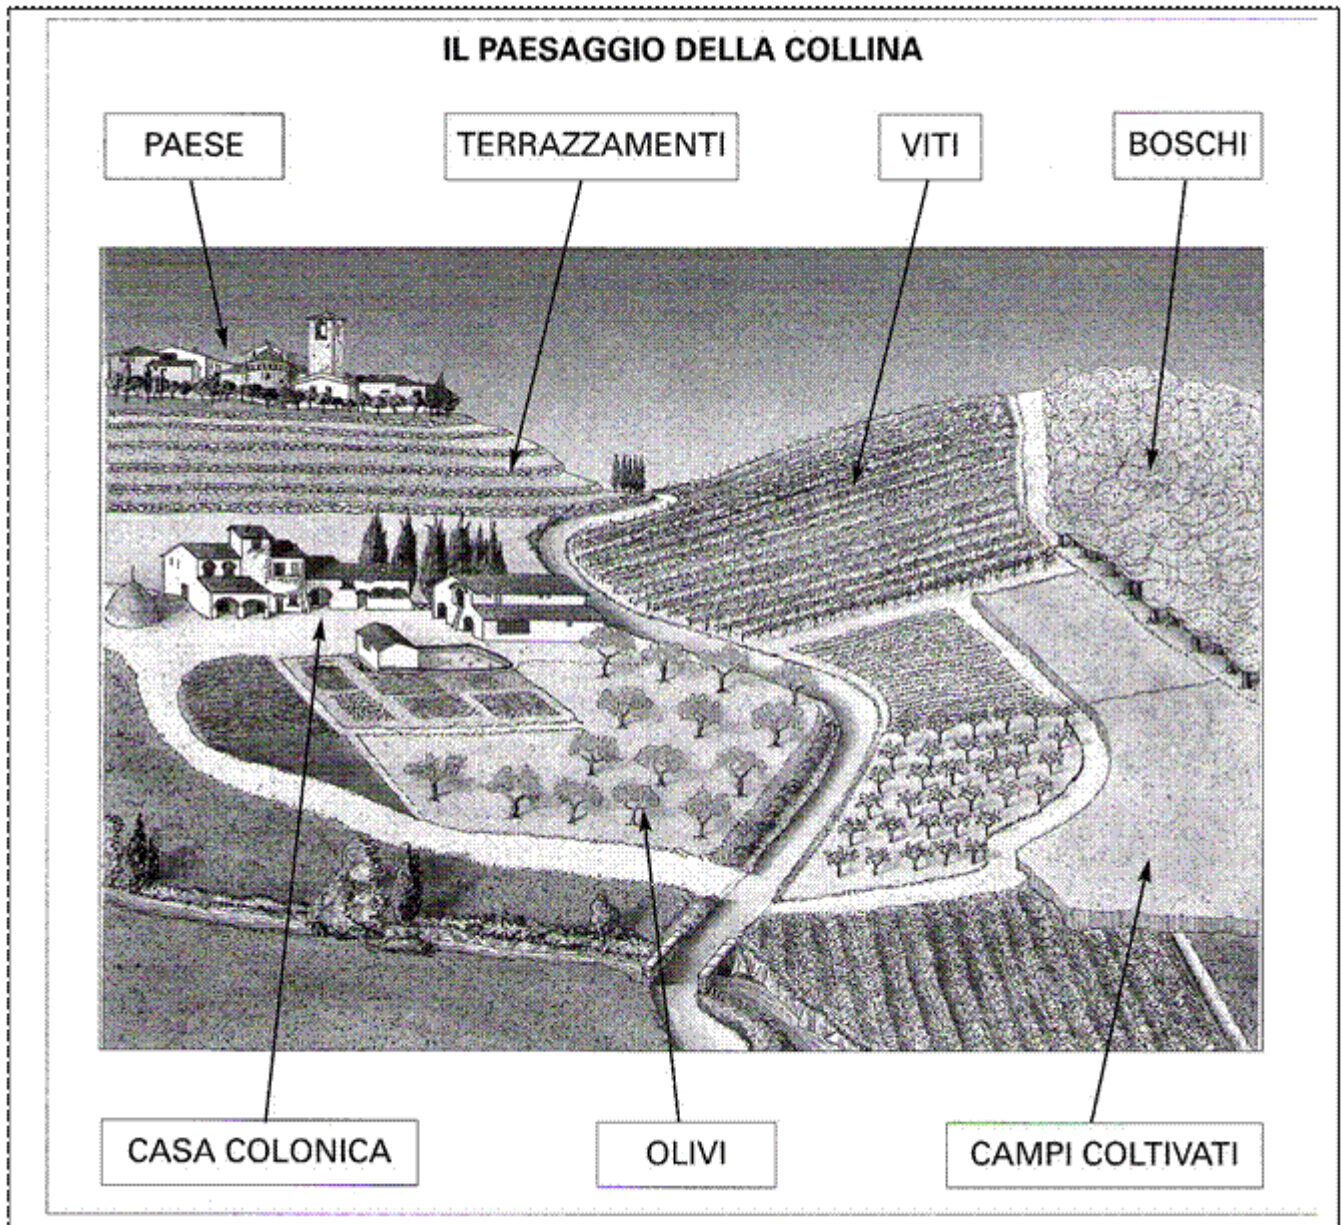 IL PAESAGGIO DELLA COLLINA
PAESE
TERRAZZAMENTI
VITI
BOSCHI
CASA COLONICA
OLIVI
CAMPI COLTIVATI